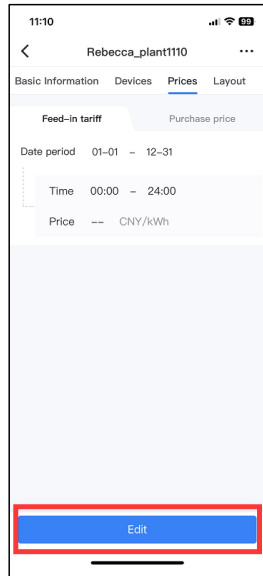 11:10 99
Rebecca_plant1110
Basic Information Devices Prices Layout
Feed-in tariff Purchase price
Date period 01-01 - 12-31
Time 00:00 - 24:00
Price -- CNY/kWh
Edit